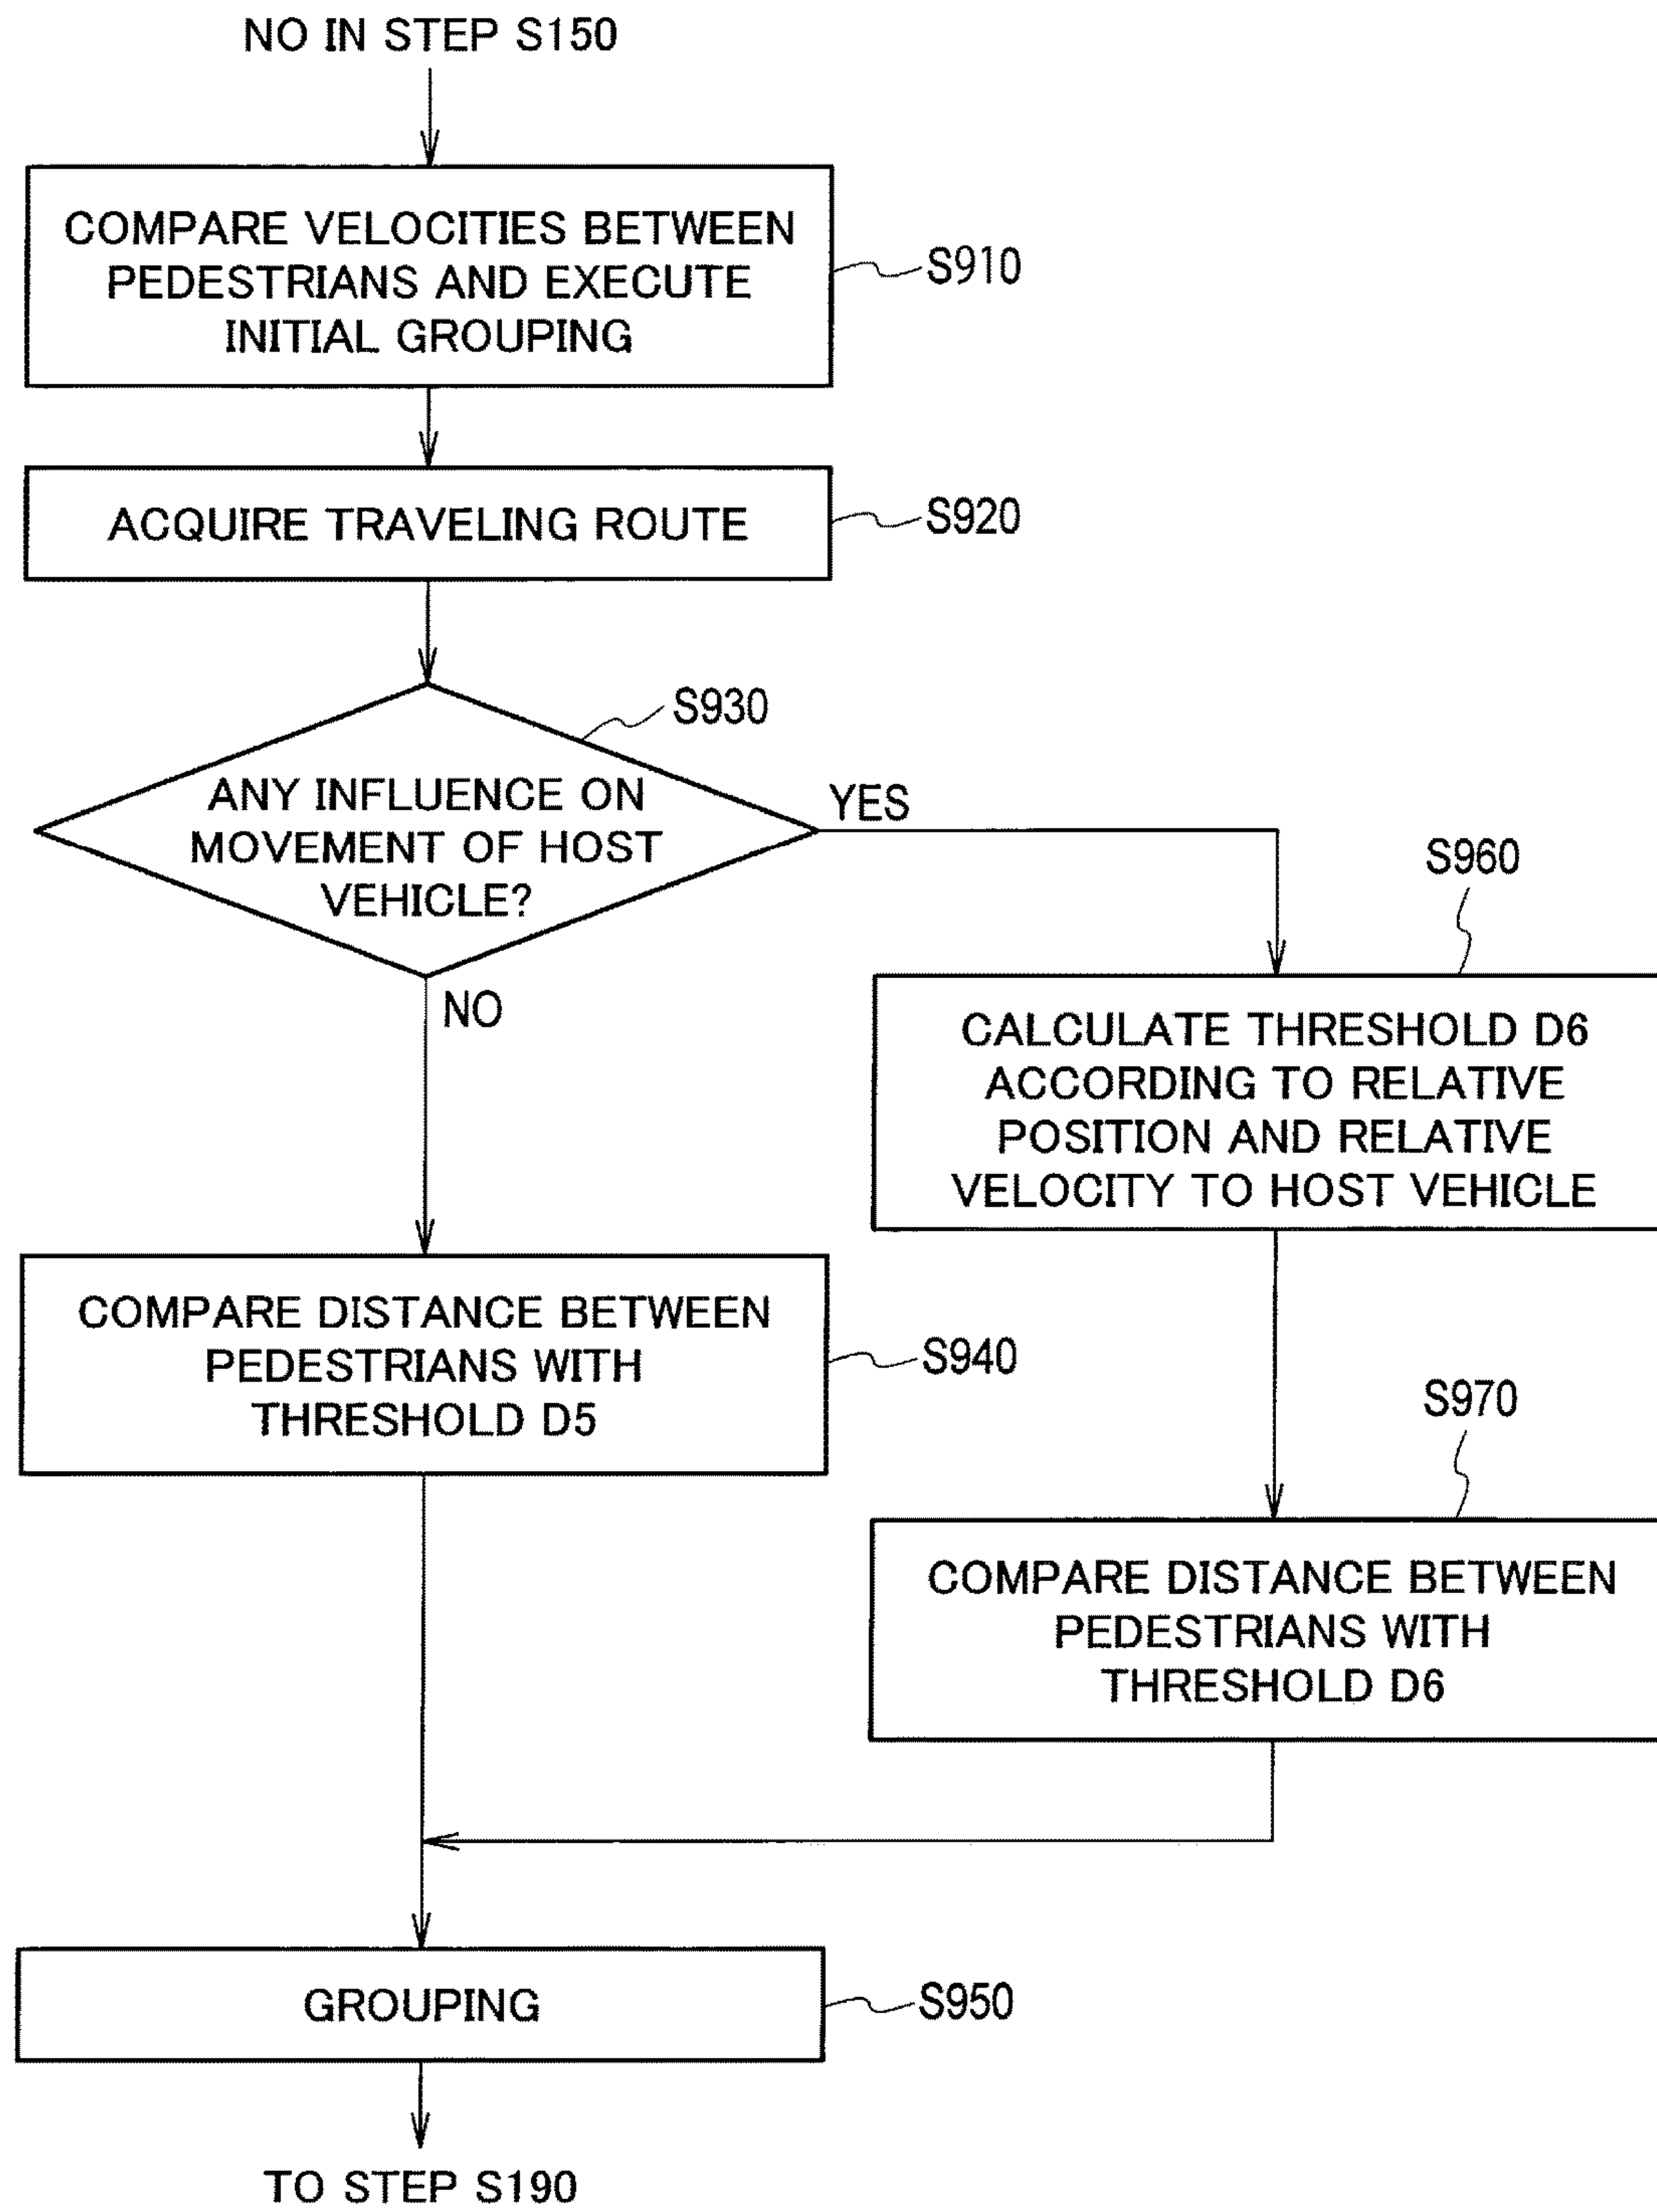 NO IN STEP S150
COMPARE VELOCITIES BETWEEN
PEDESTRIANS AND EXECUTE
INITIAL GROUPING
S910
ACQUIRE TRAVELING ROUTE
S920
S930
ANY INFLUENCE ON
MOVEMENT OF HOST
VEHICLE?
YES
NO
S960
CALCULATE THRESHOLD D6
ACCORDING TO RELATIVE
POSITION AND RELATIVE
VELOCITY TO HOST VEHICLE
COMPARE DISTANCE BETWEEN
PEDESTRIANS WITH
THRESHOLD D5
S940
S970
COMPARE DISTANCE BETWEEN
PEDESTRIANS WITH
THRESHOLD D6
GROUPING
S950
TO STEP S190